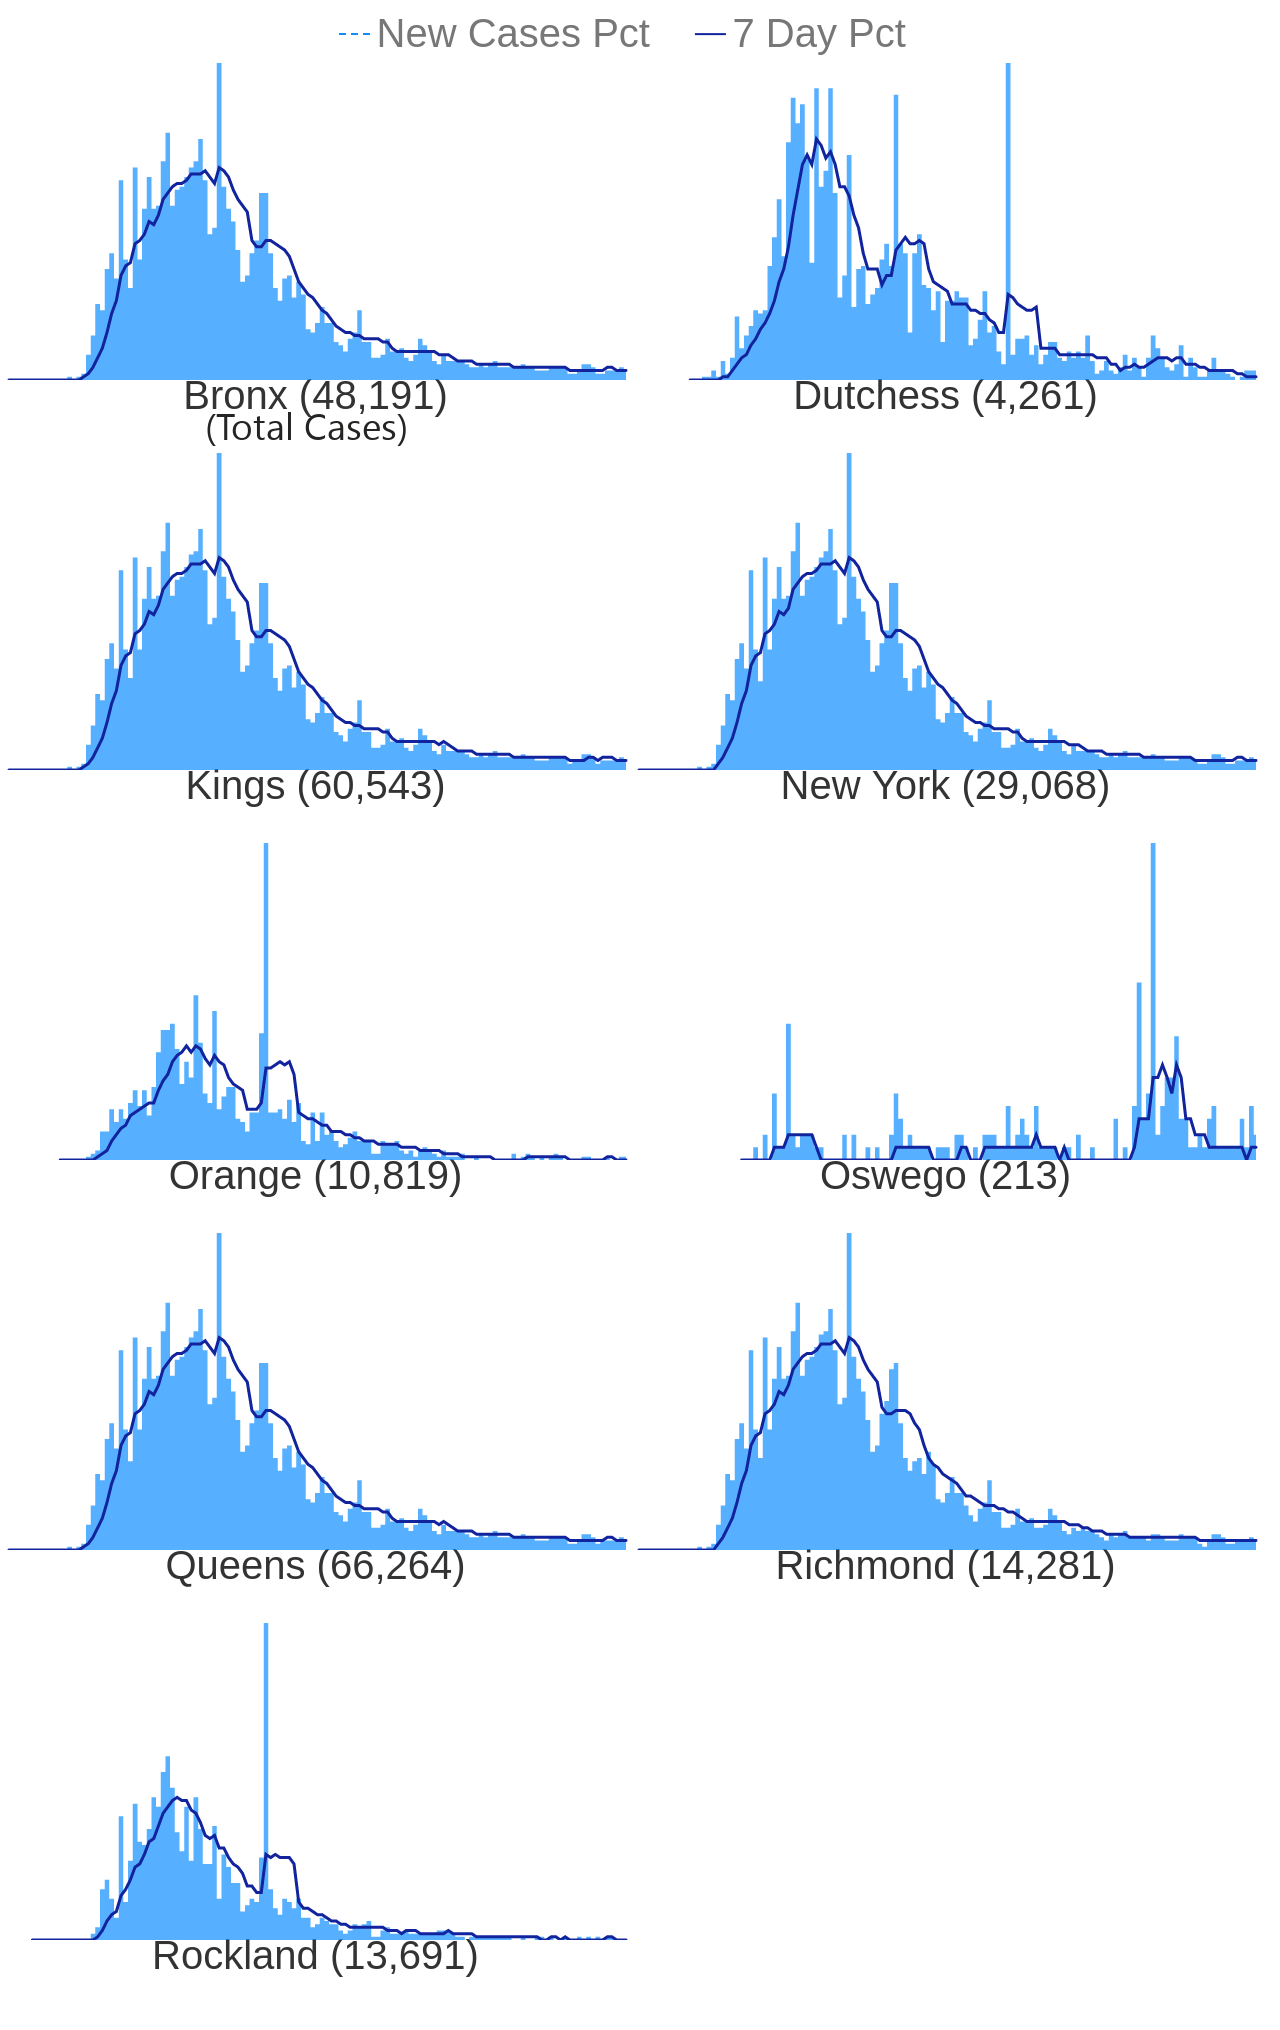 New Cases Pct 7 Day Pct
Bronx (48,191) Dutchess (4,261)
(Total Cases)
Kings (60,543) New York (29,068)
Orange (10,819) Oswego (213)
Queens (66,264) Richmond (14,281)
Rockland (13,691)